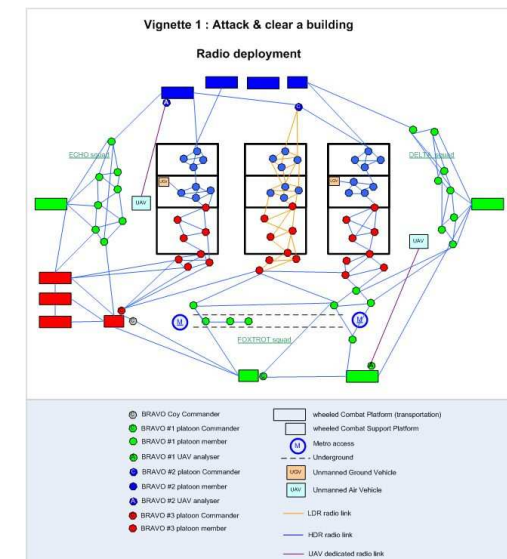 Vignette 1 : Attack & clear a building
Radio deployment
ECHO squad
DELTA squad
UGV
UGV
UAV
UAV
M
M
FOXTROT squad
BRAVO Coy Commander
BRAVO #1 platoon Commander
BRAVO #1 platoon member
BRAVO #1 UAV analyser
BRAVO #2 platoon Commander
BRAVO #2 platoon member
BRAVO #2 UAV analyser
BRAVO #3 platoon Commander
BRAVO #3 platoon member
wheeled Combat Platform (transportation)
wheeled Combat Support Platform
M Metro access
Underground
UGV Unmanned Ground Vehicle
UAV Unmanned Air Vehicle
LDR radio link
HDR radio link
UAV dedicated radio link